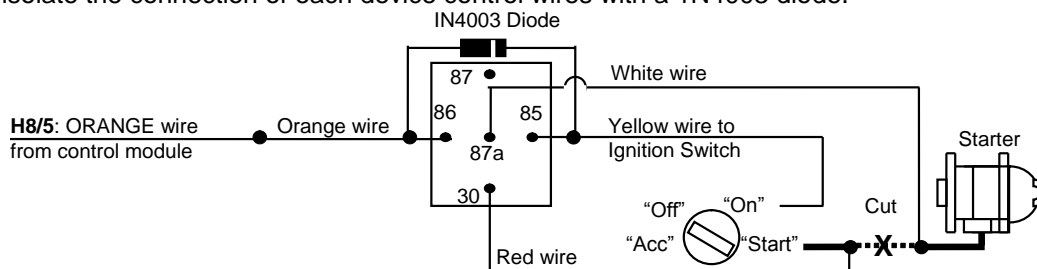 isolate the connection of each device control wires with a 1N4003 diode.
IN4003 Diode
87
White wire
H8/5: ORANGE wire
from control module
Orange wire
86
85
Yellow wire to
Ignition Switch
87a
Starter
30
"Off"
"On"
Cut
"Acc"
"Start"
X
Red wire